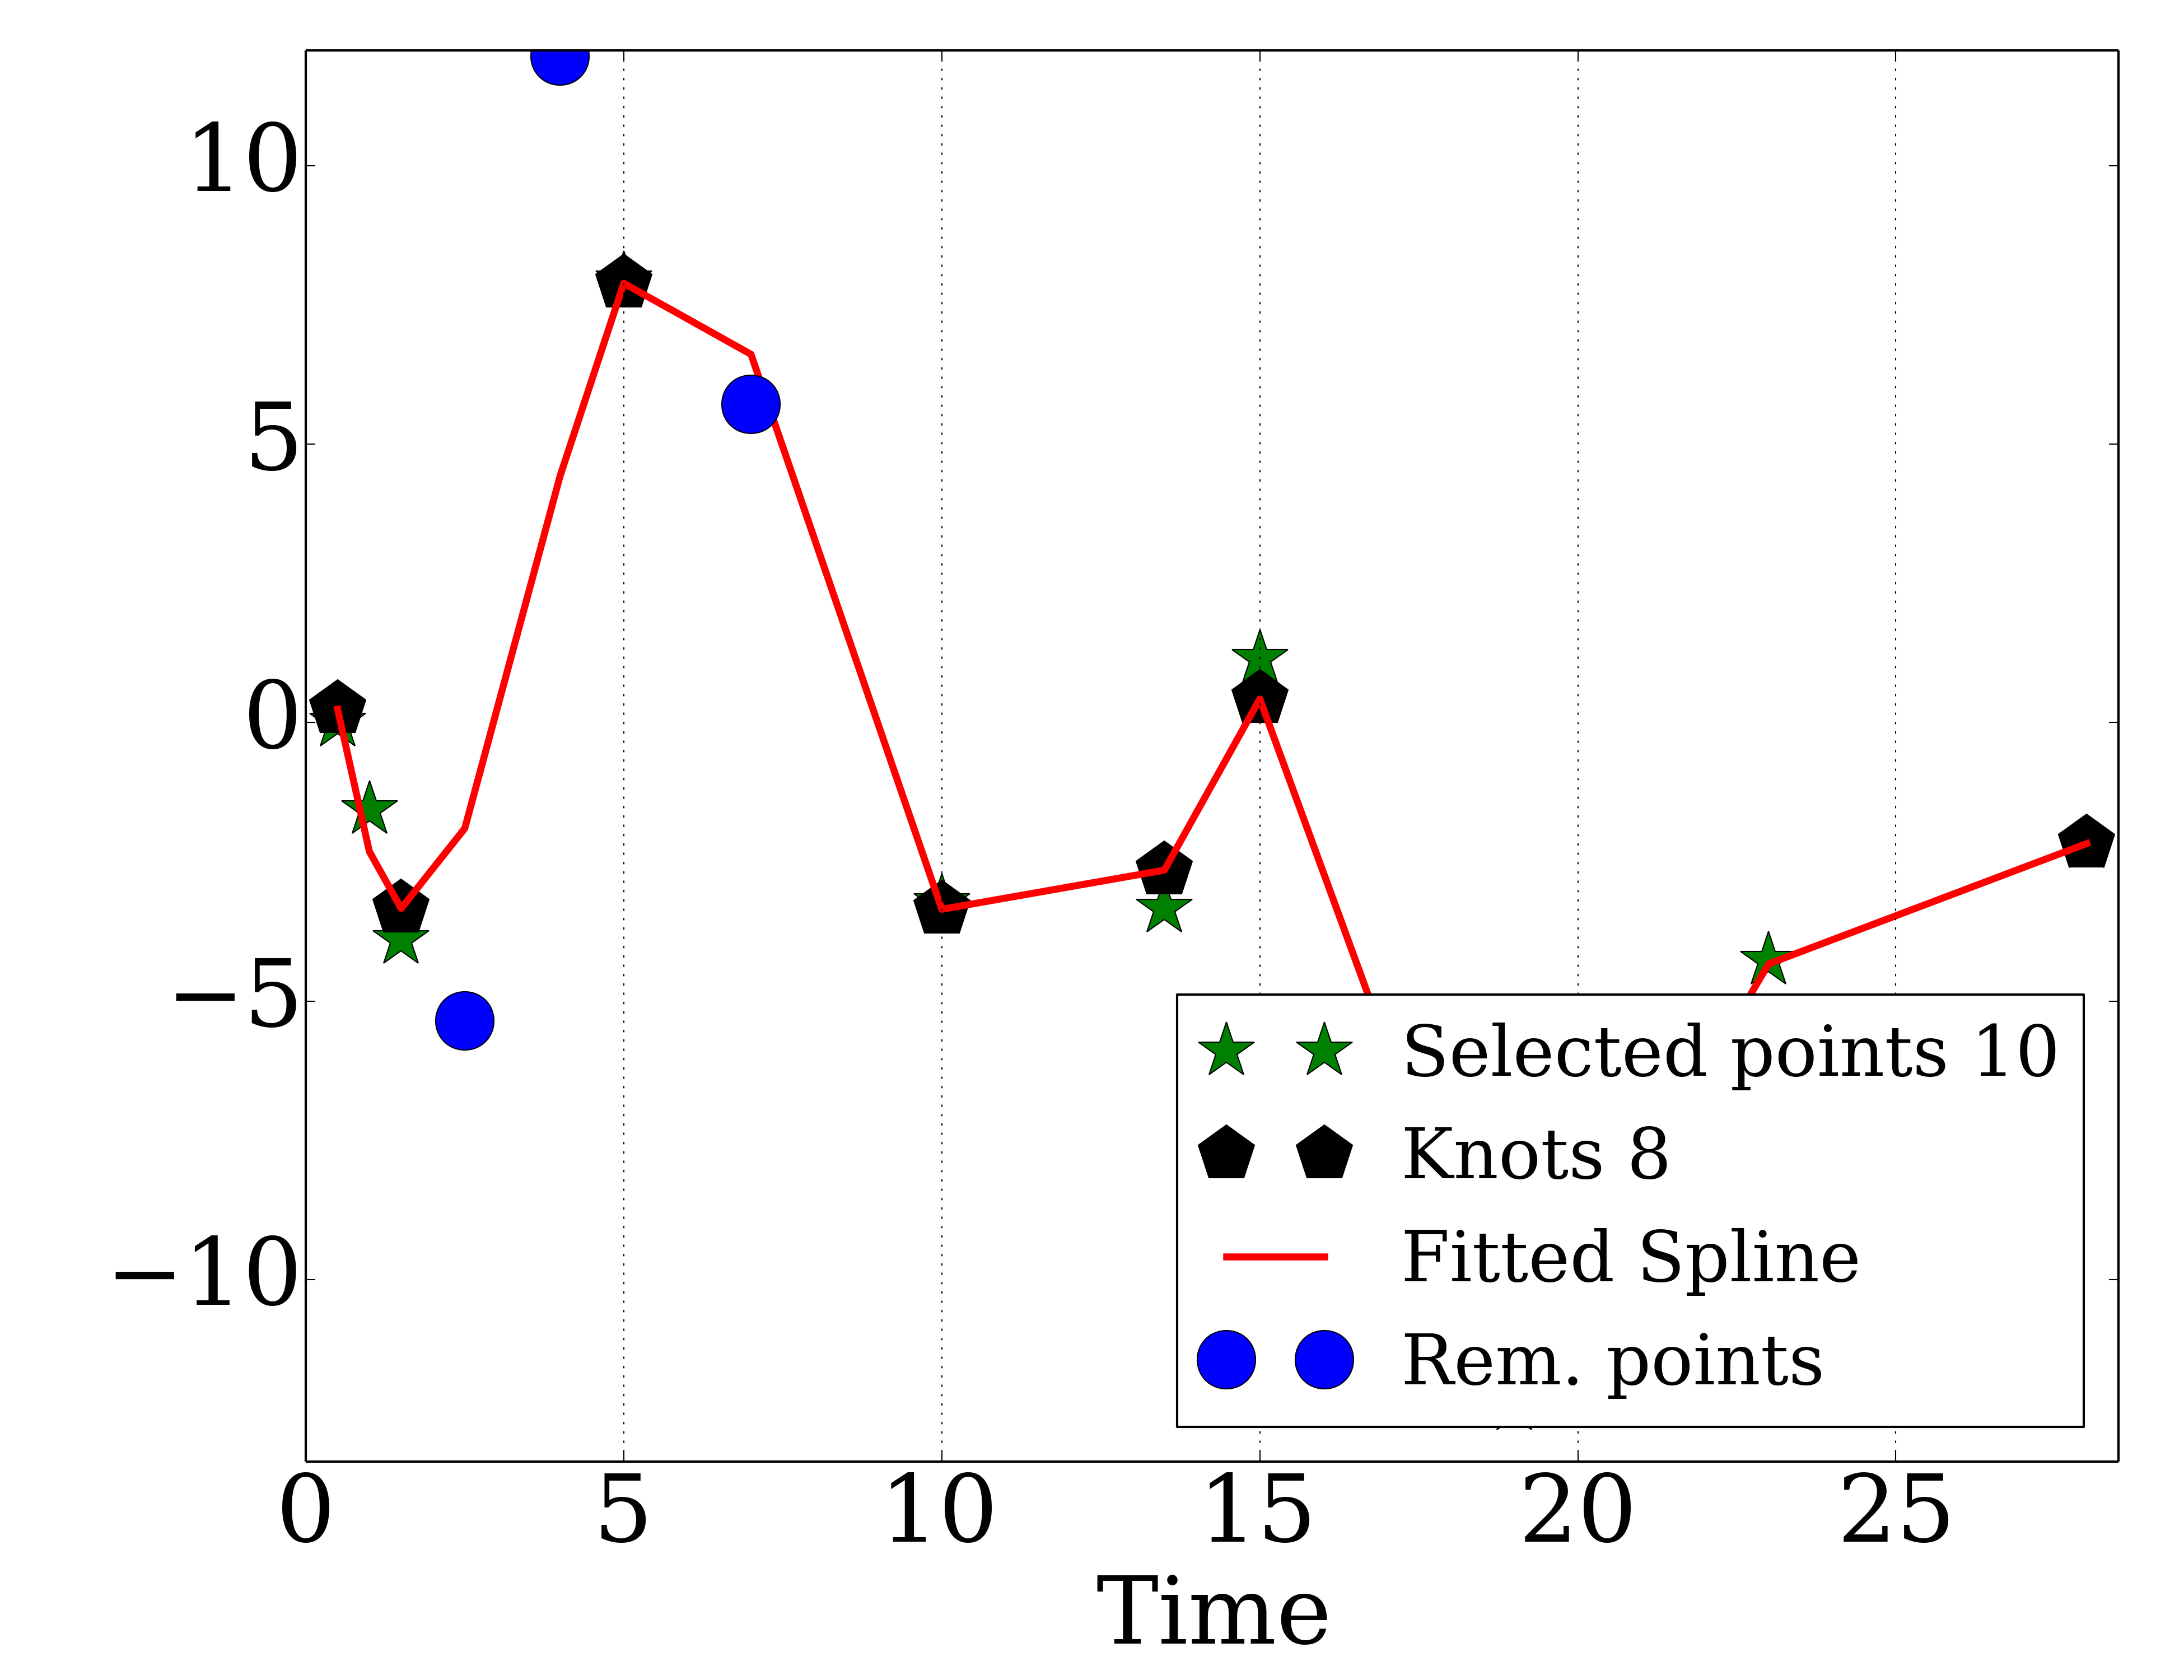 10
5
0
−5
−10
Selected points 10
Knots 8
Fitted Spline
Rem. points
0 5 10 15 20 25
Time